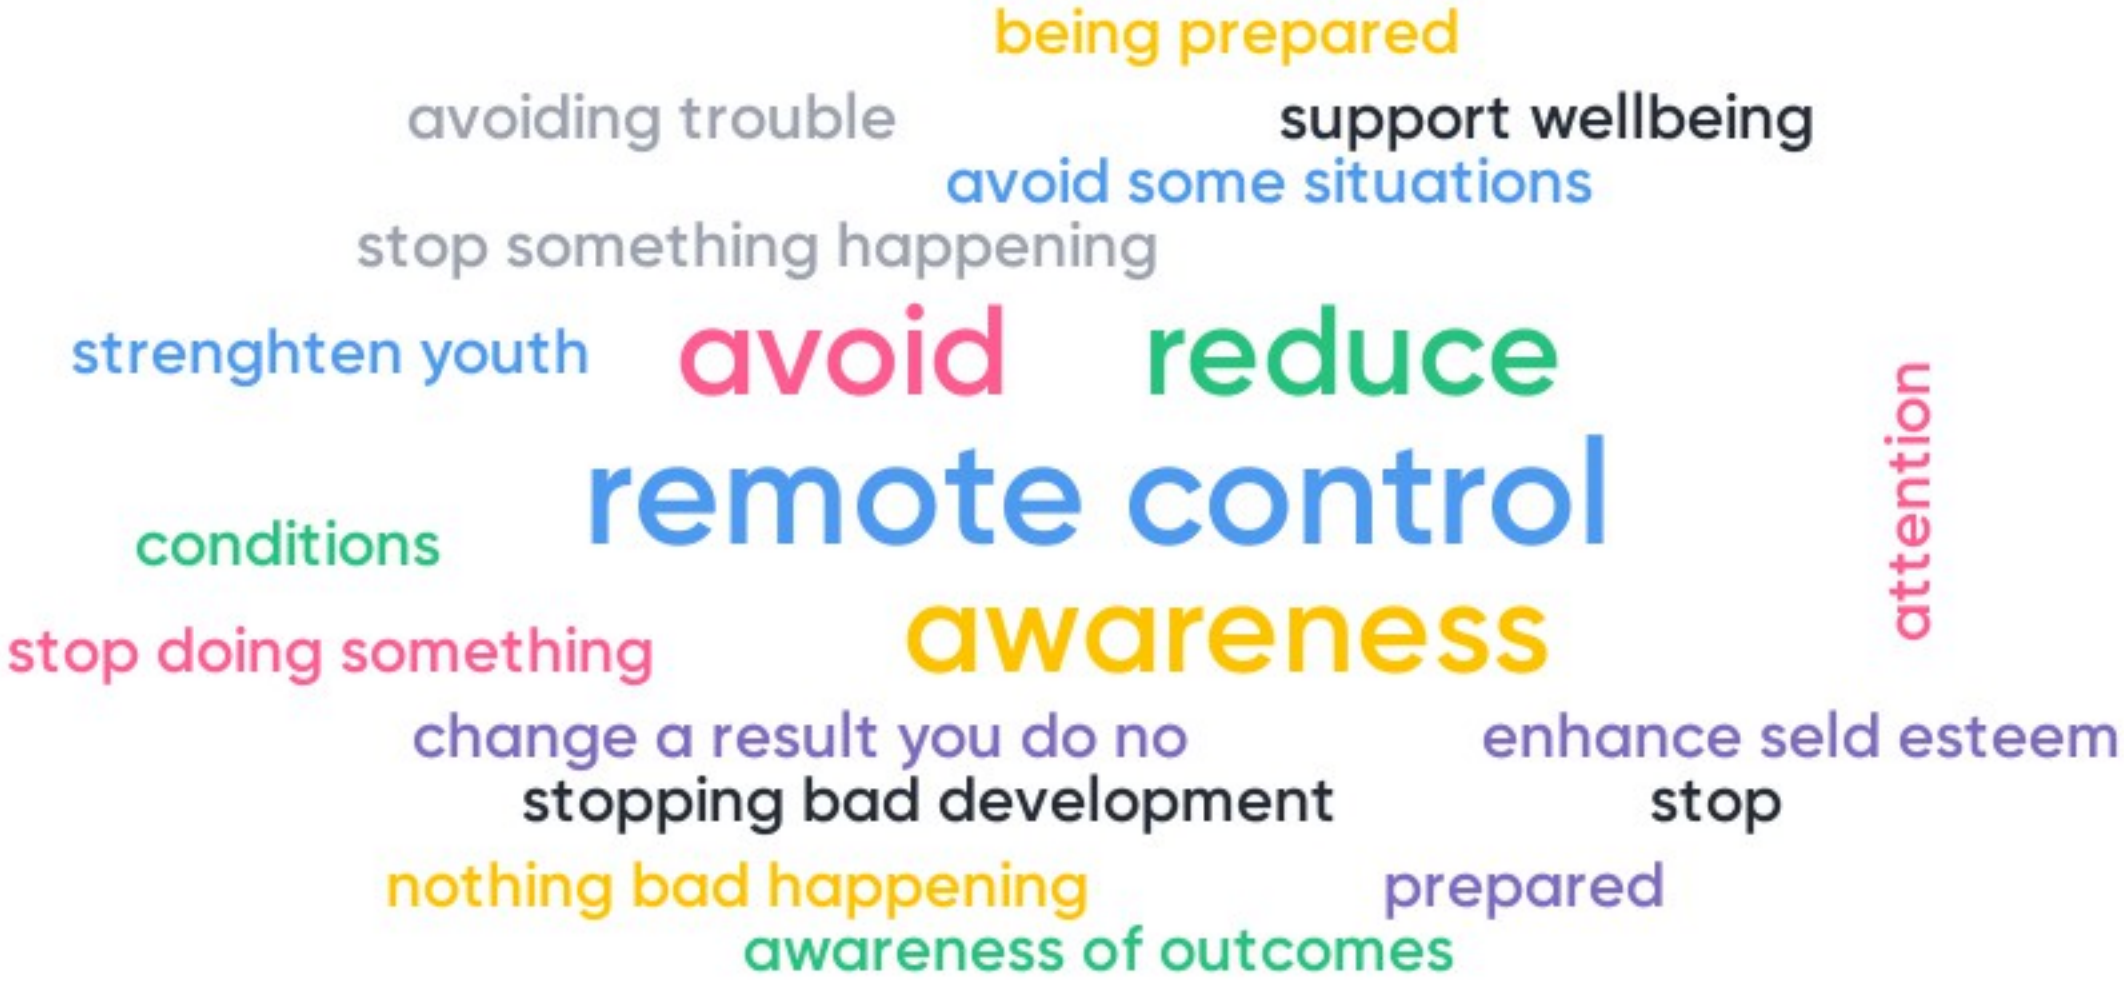 being prepared
avoiding trouble
support wellbeing
avoid some situations
stop something happening
strenghten youth
avoid
reduce
attention
remote control
conditions
awareness
stop doing something
change a result you do no
enhance seld esteem
stopping bad development
stop
nothing bad happening
prepared
awareness of outcomes